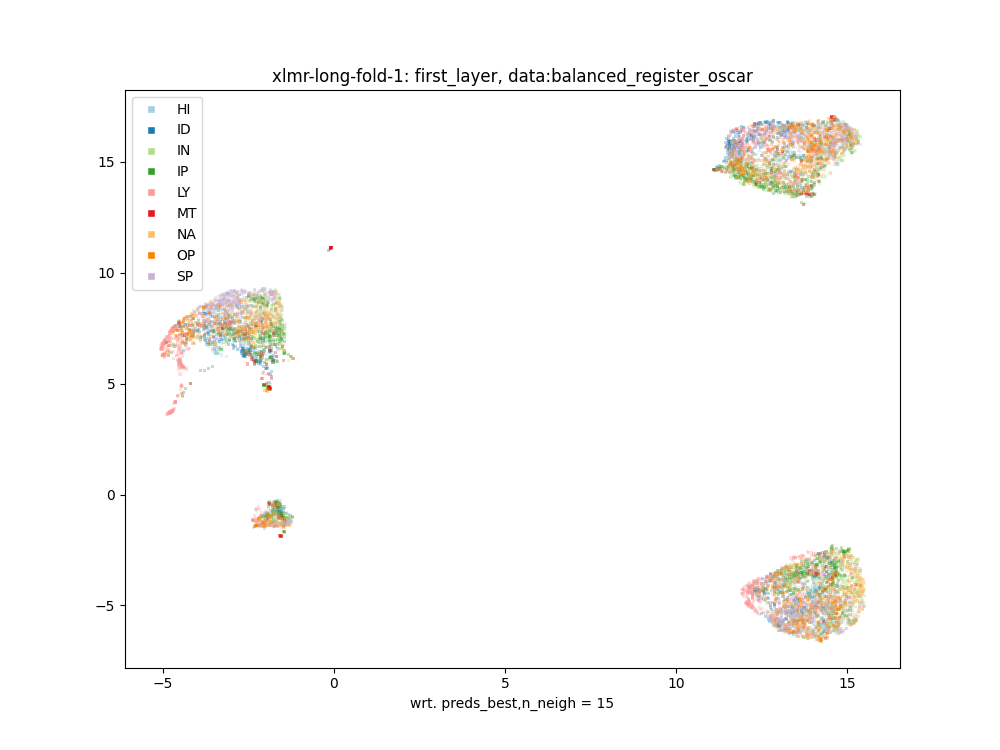 xlmr-long-fold-1: first_layer, data:balanced_register_oscar
HI
ID
IN
IP
LY
MT
NA
OP
SP
15
10
5
0
−5
−5
0
5
10
15
wrt. preds_best,n_neigh = 15